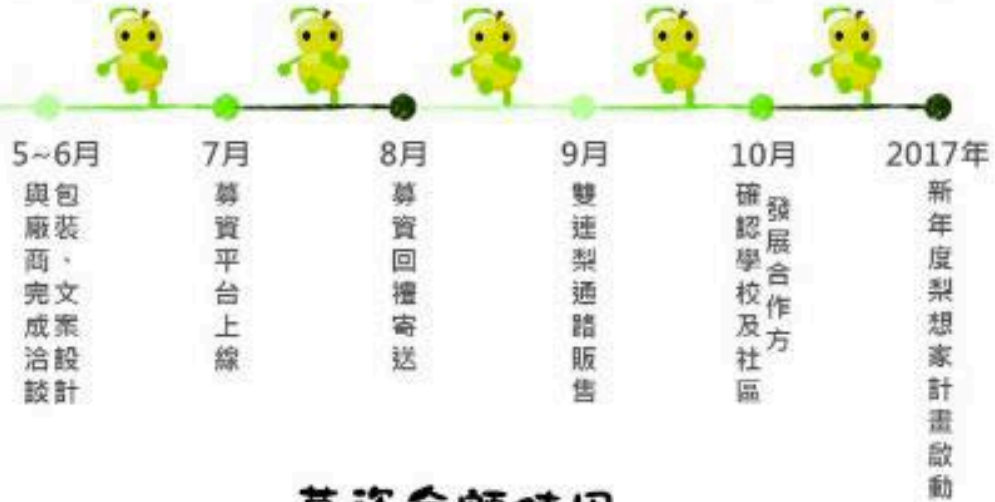 5~6月
包裝、文案設計
與廠商完成洽談
7月
募資平台上線
8月
募資回禮寄送
9月
雙連梨通路販售
10月
發展合作方
確認學校及社區
2017年
新年度梨想家計畫啟動